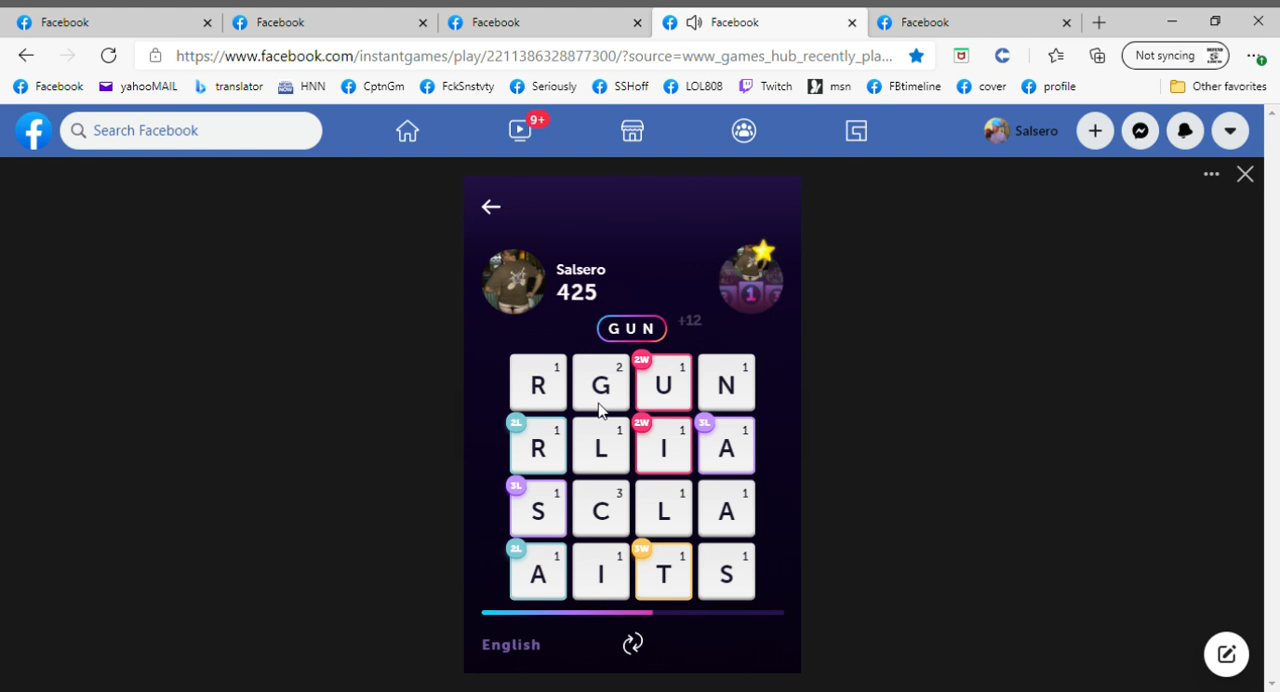 Facebook
Facebook
Facebook
Facebook
Facebook
https://www.facebook.com/instantgames/play/2211386328877300/?source=www_games_hub_recently_pla...
Not syncing
Facebook
yahooMAIL
translator
HNN
CptnGm
FckSnstvty
Seriously
SSHoff
LOL808
Twitch
msn
FBtimeline
cover
profile
Other favorites
Search Facebook
9+
Salsero
Salsero
425
1
GUN
+12
R 1 G 2 2W U 1 N 1
2L R 1 L 1 2W I 1 3L A 1
3L S 1 C 3 L 1 A 1
2L A 1 I 1 3W T 1 S 1
English